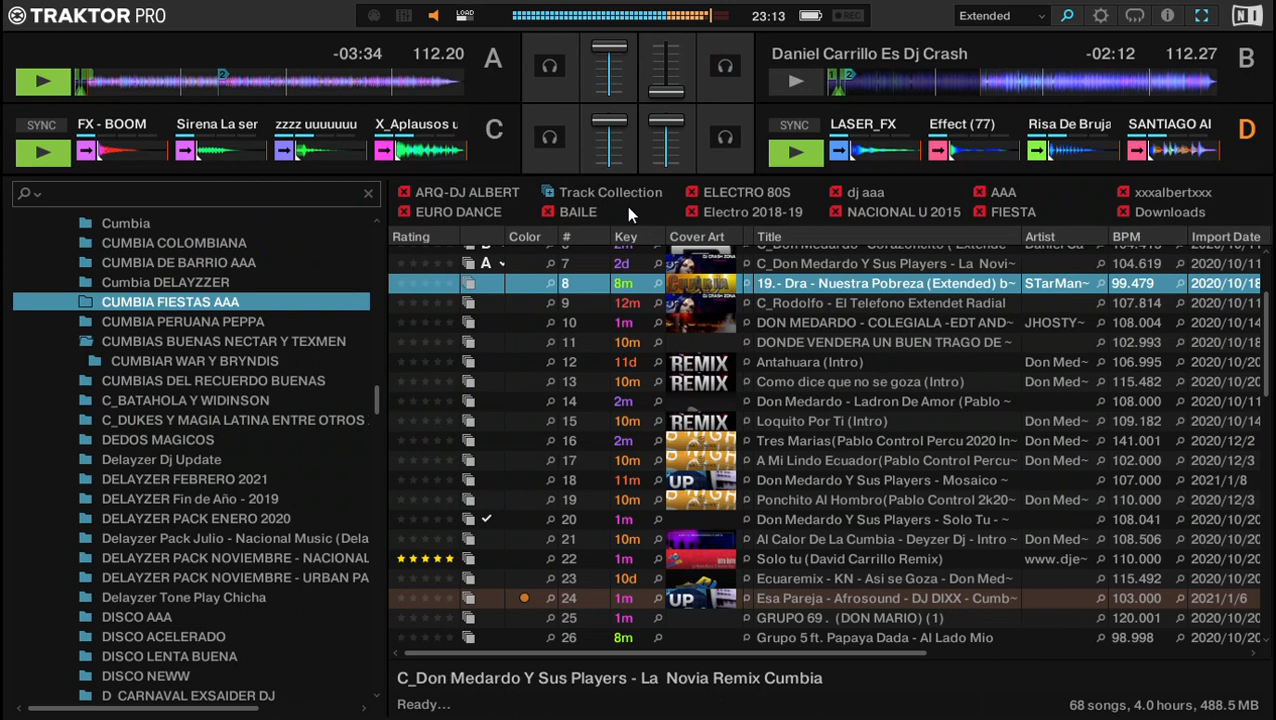 TRAKTOR PRO
LOAD
23:13
REC
Extended
-03:34 112.20 A
Daniel Carrillo Es Dj Crash -02:12 112.27 B
SYNC FX - BOOM Sirena La ser zzzz uuuuuuu X_Aplausos u C
SYNC LASER_FX Effect (77) Risa De Bruja SANTIAGO AI D
ARQ-DJ ALBERT Track Collection ELECTRO 80S dj aaa AAA xxxalbertxxx
EURO DANCE BAILE Electro 2018-19 NACIONAL U 2015 FIESTA Downloads
Cumbia
CUMBIA COLOMBIANA
CUMBIA DE BARRIO AAA
Cumbia DELAYZZER
CUMBIA FIESTAS AAA
CUMBIA PERUANA PEPPA
CUMBIAS BUENAS NECTAR Y TEXMEN
CUMBIAR WAR Y BRYNDIS
CUMBIAS DEL RECUERDO BUENAS
C_BATAHOLA Y WIDINSON
C_DUKES Y MAGIA LATINA ENTRE OTROS
DEDOS MAGICOS
Delayzer Dj Update
DELAYZER FEBRERO 2021
DELAYZER Fin de Año - 2019
DELAYZER PACK ENERO 2020
Delayzer Pack Julio - Nacional Music (Dela
DELAYZER PACK NOVIEMBRE - NACIONAL
DELAYZER PACK NOVIEMBRE - URBAN PA
Delayzer Tone Play Chicha
DISCO AAA
DISCO ACELERADO
DISCO LENTA BUENA
DISCO NEWW
D_CARNAVAL EXSAIDER DJ
Rating Color # Key Cover Art Title Artist BPM Import Date
A 7 2d C_Don Medardo Y Sus Players - La Novi~ 104.619 2020/10/11
8 8m 19.- Dra - Nuestra Pobreza (Extended) b~ STarMan~ 99.479 2020/10/18
9 12m C_Rodolfo - El Telefono Extendet Radial 107.814 2020/10/11
10 1m DON MEDARDO - COLEGIALA -EDT AND~ JHOSTY~ 108.004 2020/10/14
11 10m DONDE VENDERA UN BUEN TRAGO DE~ 102.993 2020/10/18
12 11d REMIX Antahuara (Intro) Don Med~ 106.995 2020/10/20
13 10m REMIX Como dice que no se goza (Intro) Don Med~ 115.482 2020/10/20
14 2m Don Medardo - Ladron De Amor (Pablo ~ 108.000 2020/10/20
15 10m REMIX Loquito Por Ti (Intro) Don Med~ 109.182 2020/10/20
16 2m Tres Marias(Pablo Control Percu 2020 In~ Don Med~ 141.001 2020/12/2
17 10m A Mi Lindo Ecuador(Pablo Control Percu~ Don Med~ 102.000 2020/12/3
18 11m UP Don Medardo Y Sus Players - Mosaico ~ Don Med~ 107.000 2021/1/8
19 10m Ponchito Al Hombro(Pablo Control 2k20~ Don Med~ 110.000 2020/12/3
20 1m Don Medardo Y Sus Players - Solo Tu - ~ 108.041 2020/10/20
21 10m Al Calor De La Cumbia - Deyzer Dj - Intro ~ Don Med~ 108.506 2020/10/20
22 1m Solo tu (David Carrillo Remix) www.dje~ 110.000 2020/10/20
23 10d Ecuaremix - KN - Asi se Goza - Don Med~ 115.492 2020/10/20
24 1m UP Esa Pareja - Afrosound - DJ DIXX - Cumb~ 103.000 2021/1/6
25 1m GRUPO 69 . (DON MARIO) (1) 120.001 2020/10/20
26 8m Grupo 5 ft. Papaya Dada - Al Lado Mio 98.998 2020/10/20
C_Don Medardo Y Sus Players - La Novia Remix Cumbia
Ready... 68 songs, 4.0 hours, 488.5 MB